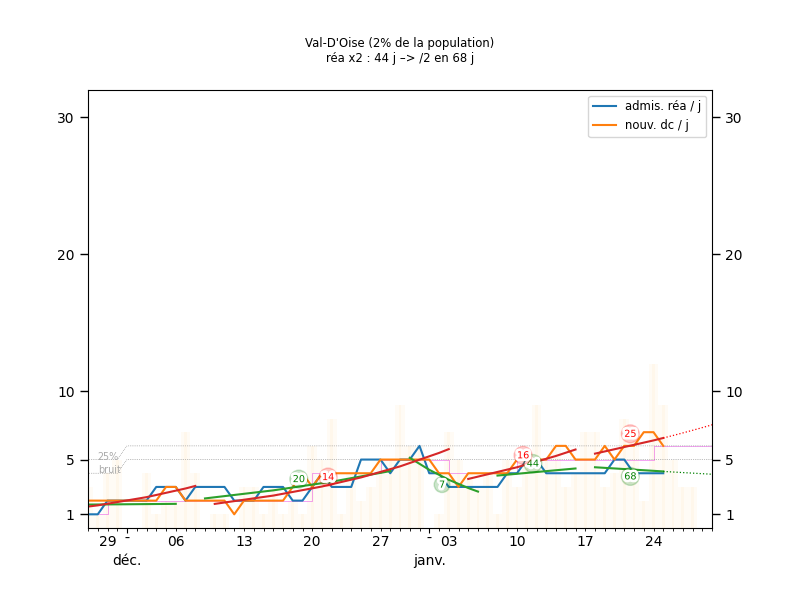 Val-D'Oise (2% de la population)
réa x2 : 44 j –> /2 en 68 j
admis. réa / j
nouv. dc / j
30
30
20
20
10
10
5
5
1
1
25%
bruit
20
14
7
16
44
25
68
29 - 06 13 20 27 - 03 10 17 24
déc. janv.